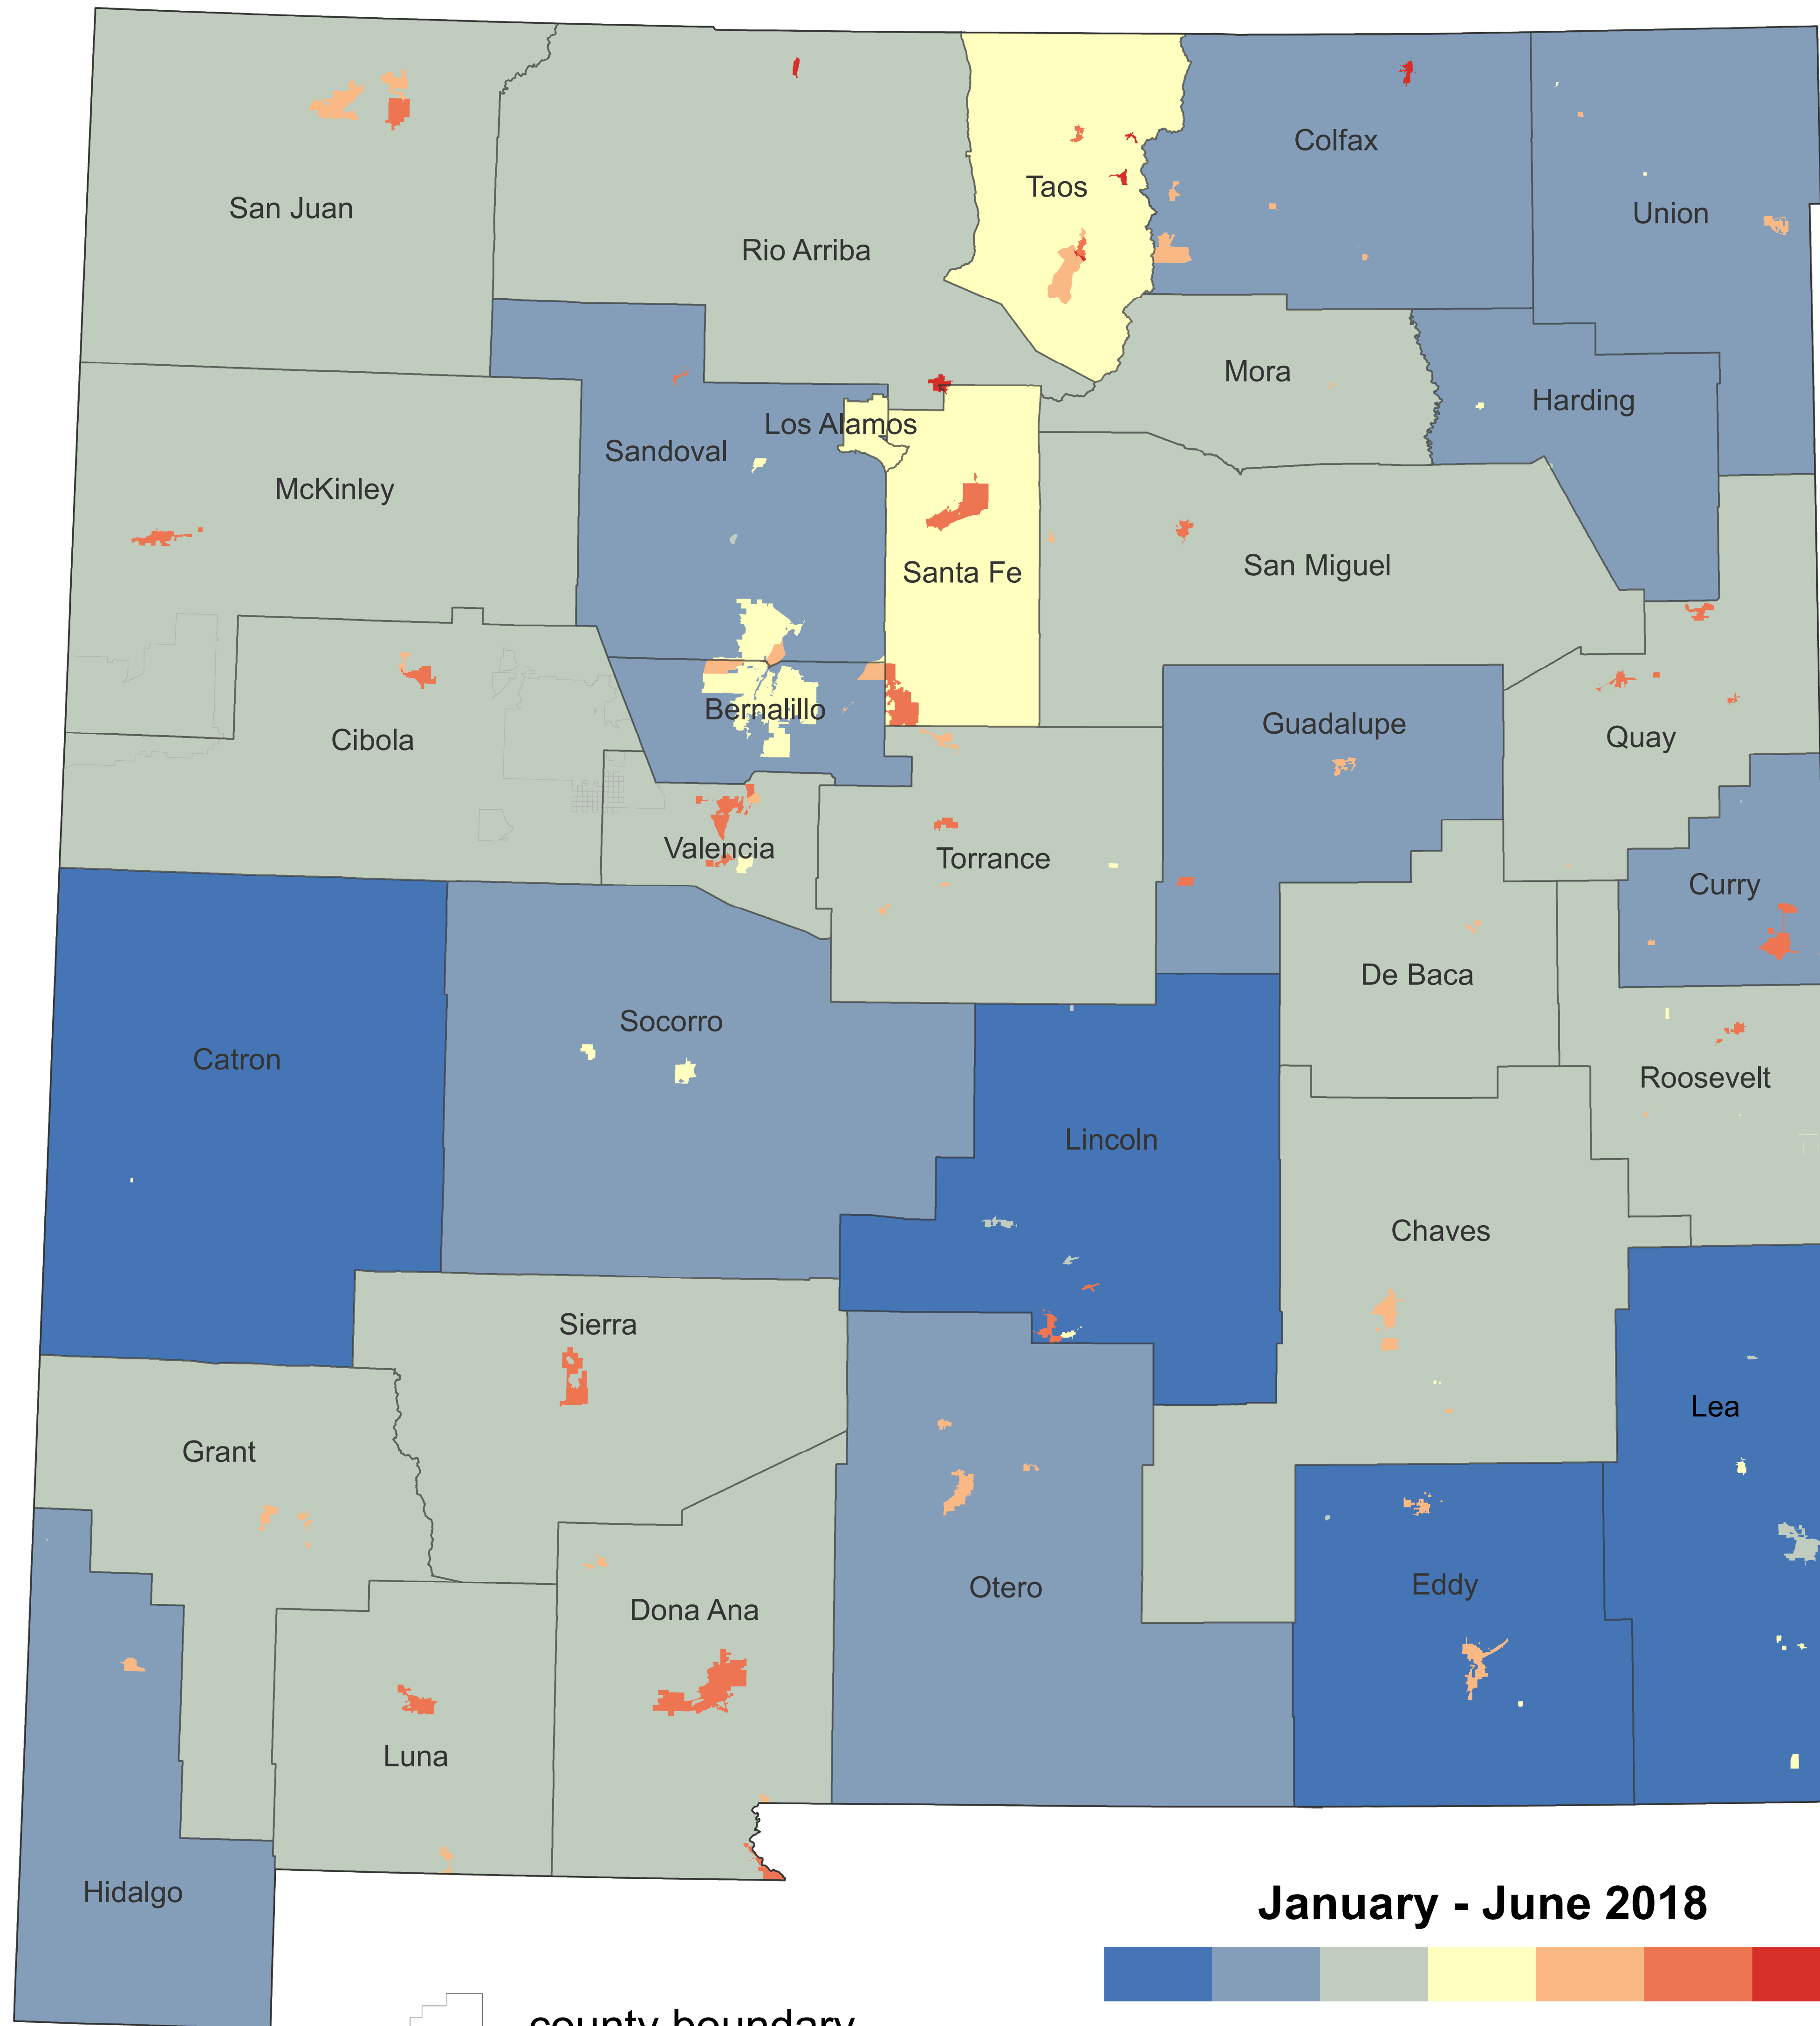 Colfax
Taos
San Juan
Union
Rio Arriba
Mora
Harding
Los Alamos
Sandoval
McKinley
San Miguel
Santa Fe
Bernalillo
Guadalupe
Quay
Cibola
Valencia
Torrance
Curry
De Baca
Socorro
Catron
Roosevelt
Lincoln
Chaves
Sierra
Lea
Grant
Eddy
Otero
Dona Ana
Luna
Hidalgo
January - June 2018
county boundary